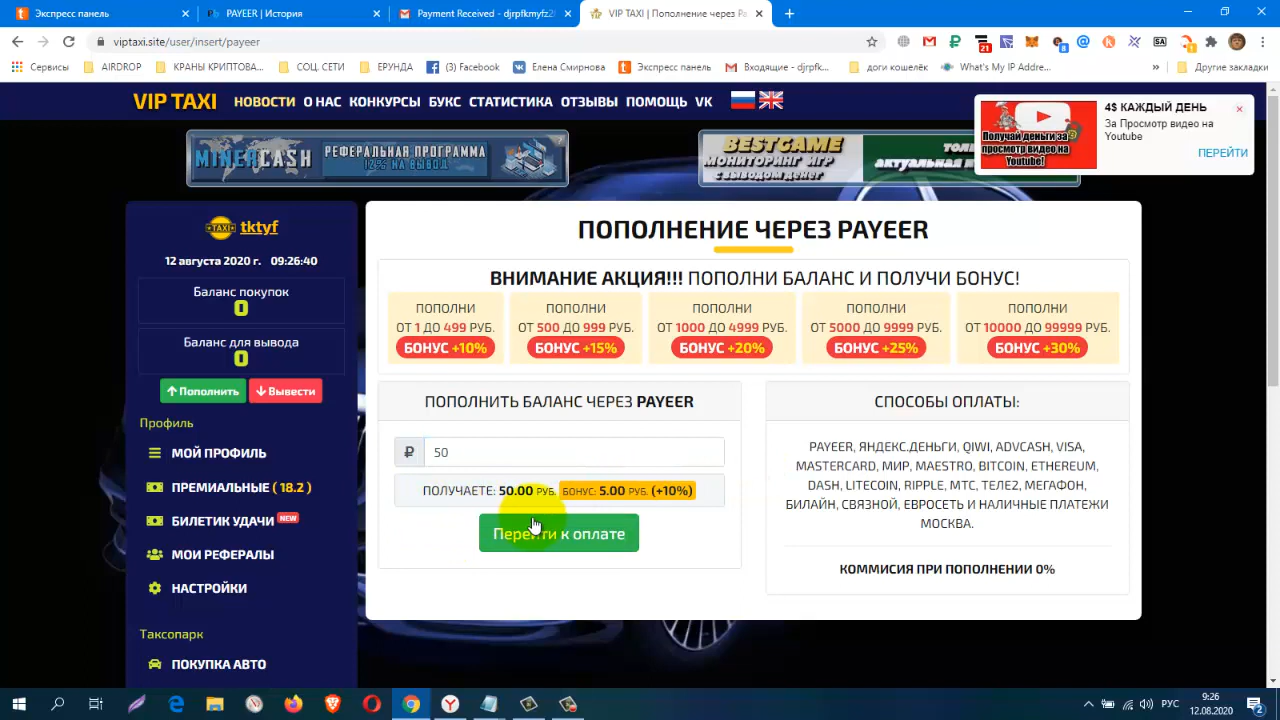 Экспресс панель
PAYEER | История
Payment Received - djrpfkmyfz2
VIP TAXI | Пополнение через Pa
viptaxi.site/user/insert/payeer
Сервисы
AIRDROP
КРАНЫ КРИПТОВА...
СОЦ. СЕТИ
ЕРУНДА
(3) Facebook
Елена Смирнова
Экспресс панель
Входящие - djrpfk...
доги кошелёк
What's My IP Addre...
»
Другие закладки
VIP TAXI
НОВОСТИ О НАС КОНКУРСЫ БУКС СТАТИСТИКА ОТЗЫВЫ ПОМОЩЬ VK
4$ КАЖДЫЙ ДЕНЬ
За Просмотр видео на
Youtube
ПЕРЕЙТИ
Получай деньги за
просмотр видео на
Youtube!
MINERCASH
РЕФЕРАЛЬНАЯ ПРОГРАММА
12% НА ВЫВОД
BESTGAME
МОНИТОРИНГ ИГР
С ВЫВОДОМ ДЕНЕГ
ТОЛ
актуальная и
TAXI tktyf
12 августа 2020 г. 09:26:40
Баланс покупок
0
Баланс для вывода
0
Пополнить
Вывести
Профиль
МОЙ ПРОФИЛЬ
ПРЕМИАЛЬНЫЕ ( 18.2 )
БИЛЕТИК УДАЧИ NEW
МОИ РЕФЕРАЛЫ
НАСТРОЙКИ
Таксопарк
ПОКУПКА АВТО
ПОПОЛНЕНИЕ ЧЕРЕЗ PAYEER
ВНИМАНИЕ АКЦИЯ!!! ПОПОЛНИ БАЛАНС И ПОЛУЧИ БОНУС!
ПОПОЛНИ
ОТ 1 ДО 499 РУБ.
БОНУС +10%
ПОПОЛНИ
ОТ 500 ДО 999 РУБ.
БОНУС +15%
ПОПОЛНИ
ОТ 1000 ДО 4999 РУБ.
БОНУС +20%
ПОПОЛНИ
ОТ 5000 ДО 9999 РУБ.
БОНУС +25%
ПОПОЛНИ
ОТ 10000 ДО 99999 РУБ.
БОНУС +30%
ПОПОЛНИТЬ БАЛАНС ЧЕРЕЗ PAYEER
₽ 50
ПОЛУЧАЕТЕ: 50.00 РУБ. БОНУС: 5.00 РУБ. (+10%)
Перейти к оплате
СПОСОБЫ ОПЛАТЫ:
PAYEER, ЯНДЕКС.ДЕНЬГИ, QIWI, ADVCASH, VISA,
MASTERCARD, МИР, MAESTRO, BITCOIN, ETHEREUM,
DASH, LITECOIN, RIPPLE, МТС, ТЕЛЕ2, МЕГАФОН,
БИЛАЙН, СВЯЗНОЙ, ЕВРОСЕТЬ И НАЛИЧНЫЕ ПЛАТЕЖИ
МОСКВА.
КОММИСИЯ ПРИ ПОПОЛНЕНИИ 0%
РУС
9:26
12.08.2020